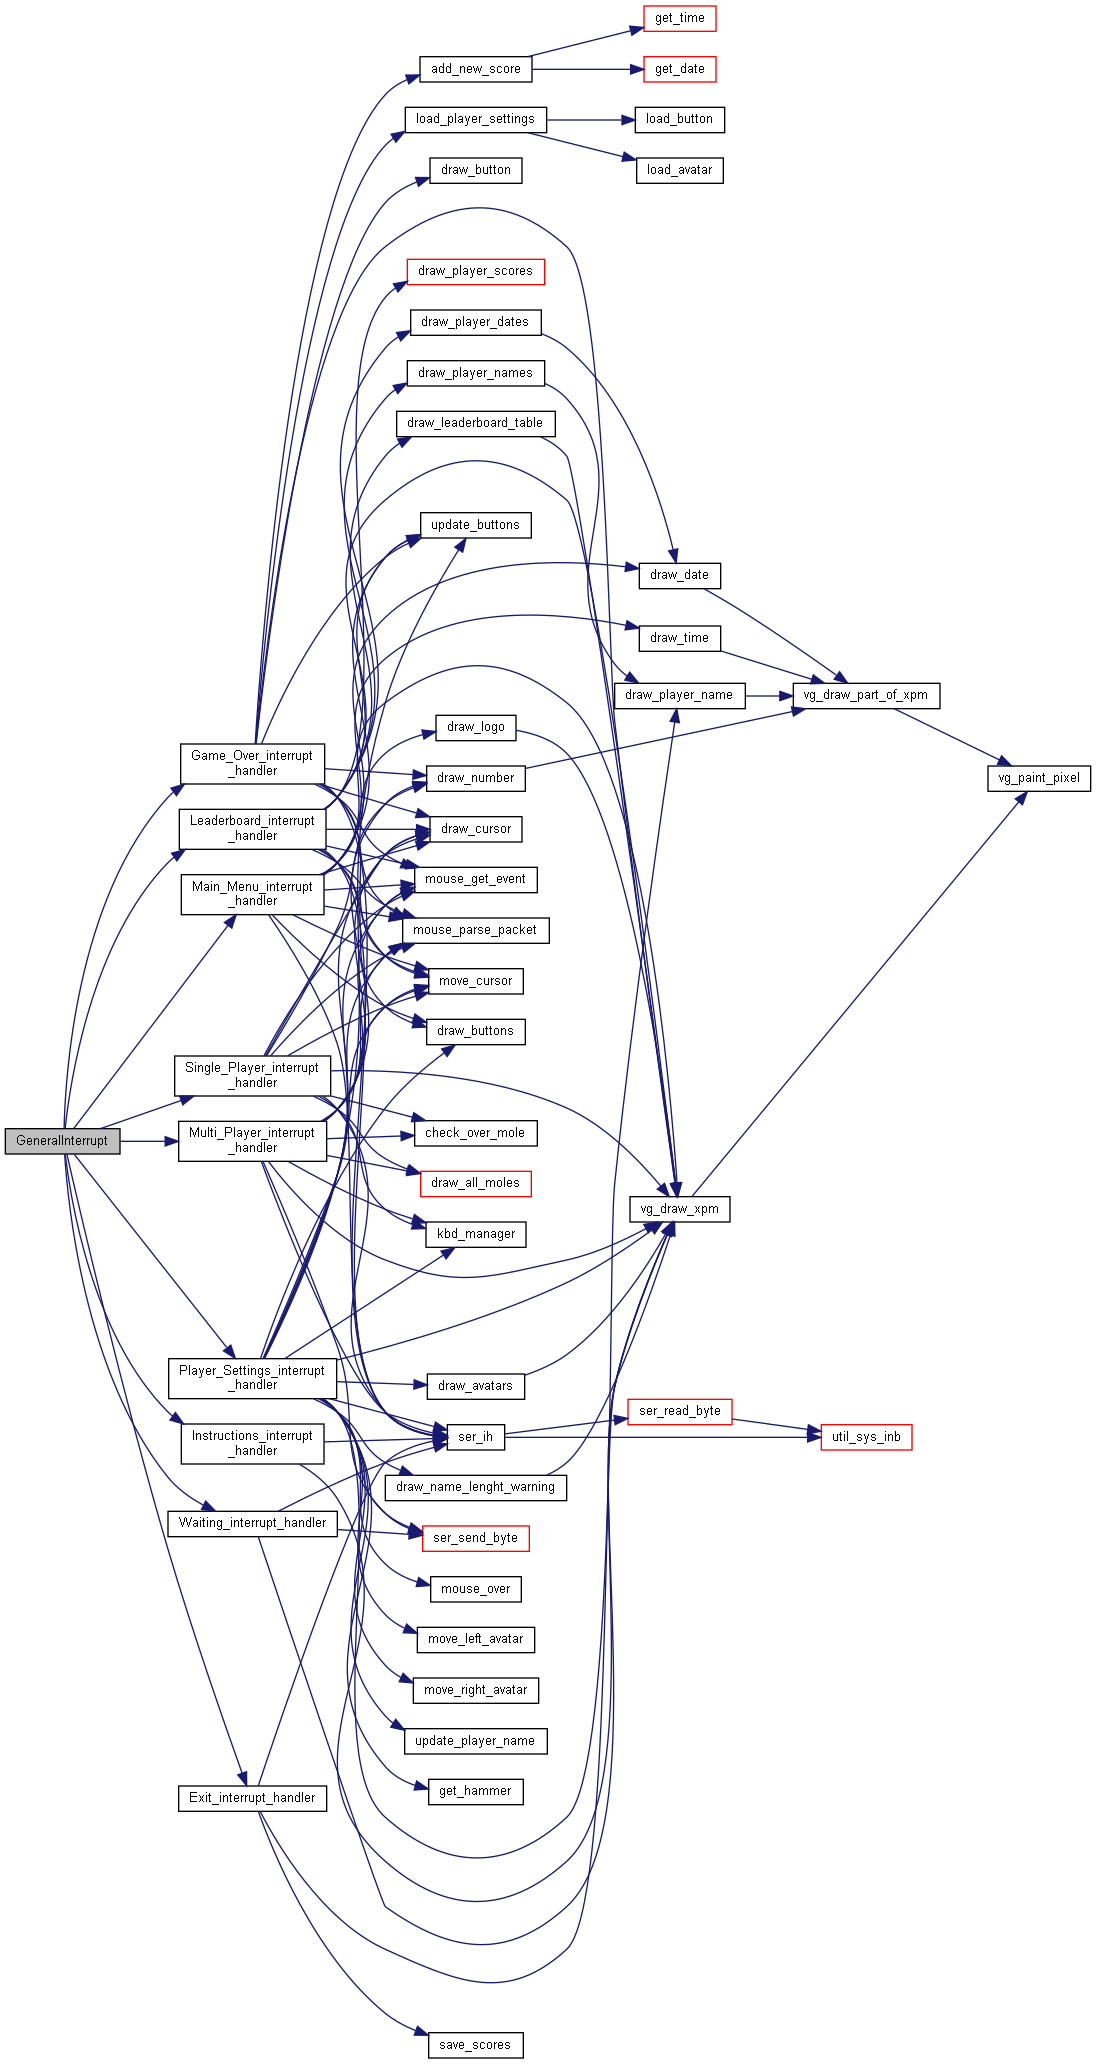 get_time
add_new_score
get_date
load_player_settings
load_button
draw_button
load_avatar
draw_player_scores
draw_player_dates
draw_player_names
draw_leaderboard_table
update_buttons
draw_date
draw_time
draw_player_name
vg_draw_part_of_xpm
draw_logo
Game_Over_interrupt
_handler
draw_number
vg_paint_pixel
Leaderboard_interrupt
_handler
draw_cursor
Main_Menu_interrupt
_handler
mouse_get_event
mouse_parse_packet
move_cursor
draw_buttons
Single_Player_interrupt
_handler
GeneralInterrupt
Multi_Player_interrupt
_handler
check_over_mole
draw_all_moles
vg_draw_xpm
kbd_manager
Player_Settings_interrupt
_handler
draw_avatars
ser_read_byte
Instructions_interrupt
_handler
ser_ih
util_sys_inb
draw_name_lenght_warning
Waiting_interrupt_handler
ser_send_byte
mouse_over
move_left_avatar
move_right_avatar
update_player_name
get_hammer
Exit_interrupt_handler
save_scores